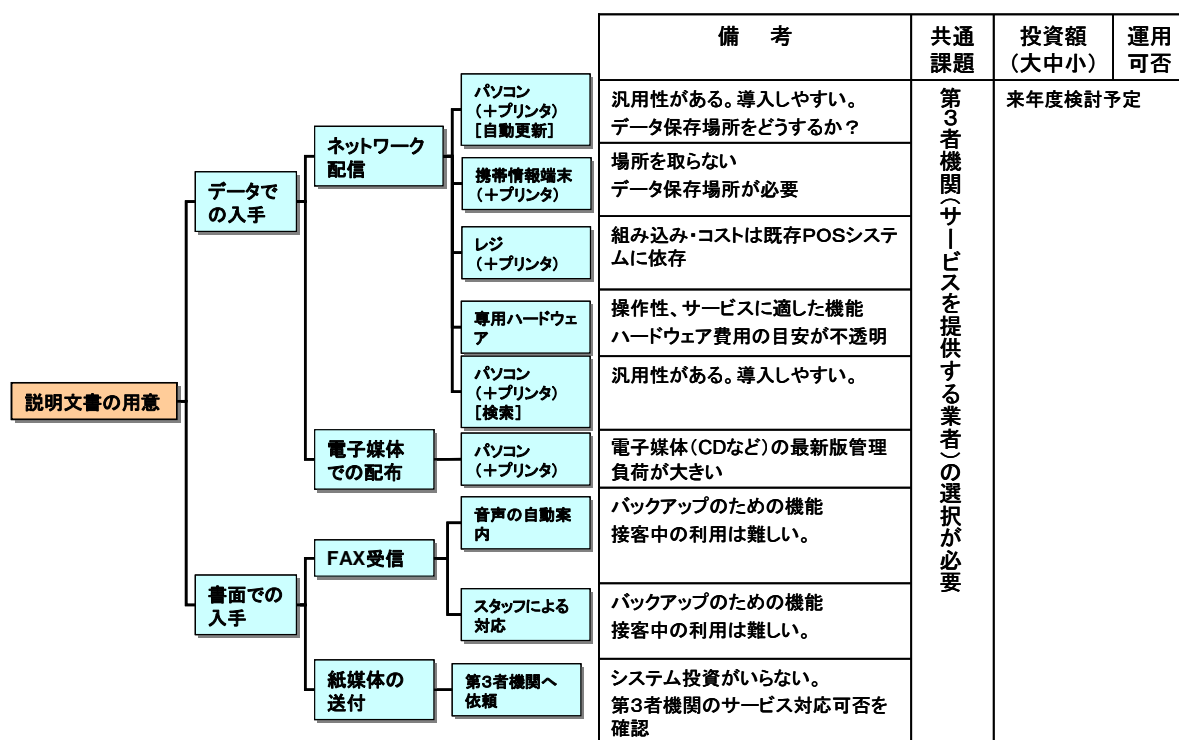 備　考
共通
課題
投資額
（大中小）
運用
可否
説明文書の用意
データで
の入手
ネットワーク
配信
パソコン
（＋プリンタ）
[自動更新]
汎用性がある。導入しやすい。
データ保存場所をどうするか？
第３者機関（サービスを提供する業者）の選択が必要
来年度検討予定
携帯情報端末
（＋プリンタ）
場所を取らない
データ保存場所が必要
レジ
（＋プリンタ）
組み込み・コストは既存POSシステ
ムに依存
専用ハードウェ
ア
操作性、サービスに適した機能
ハードウェア費用の目安が不透明
パソコン
（＋プリンタ）
[検索]
汎用性がある。導入しやすい。
電子媒体
での配布
パソコン
（＋プリンタ）
電子媒体（CDなど）の最新版管理
負荷が大きい
書面での
入手
FAX受信
音声の自動案
内
バックアップのための機能
接客中の利用は難しい。
スタッフによる
対応
バックアップのための機能
接客中の利用は難しい。
紙媒体の
送付
第３者機関へ
依頼
システム投資がいらない。
第３者機関のサービス対応可否を
確認